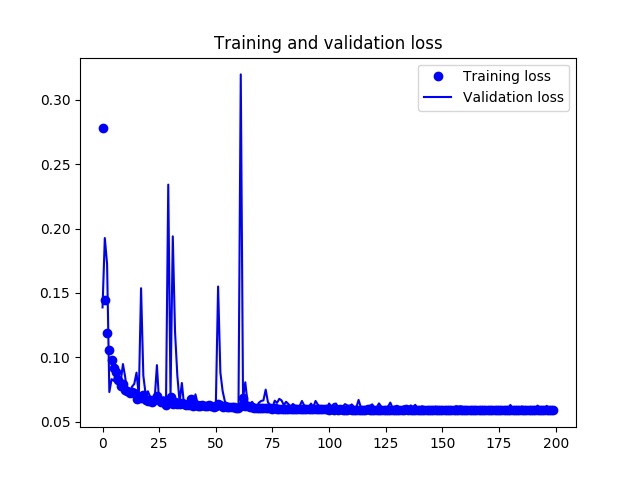 Training and validation loss
Training loss
Validation loss
0.30
0.25
0.20
0.15
0.10
0.05
0 25 50 75 100 125 150 175 200